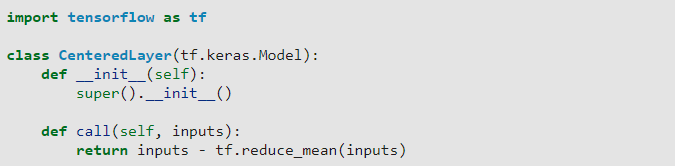 import tensorflow as tf
class CenteredLayer(tf.keras.Model):
    def __init__(self):
        super().__init__()
    def call(self, inputs):
        return inputs - tf.reduce_mean(inputs)